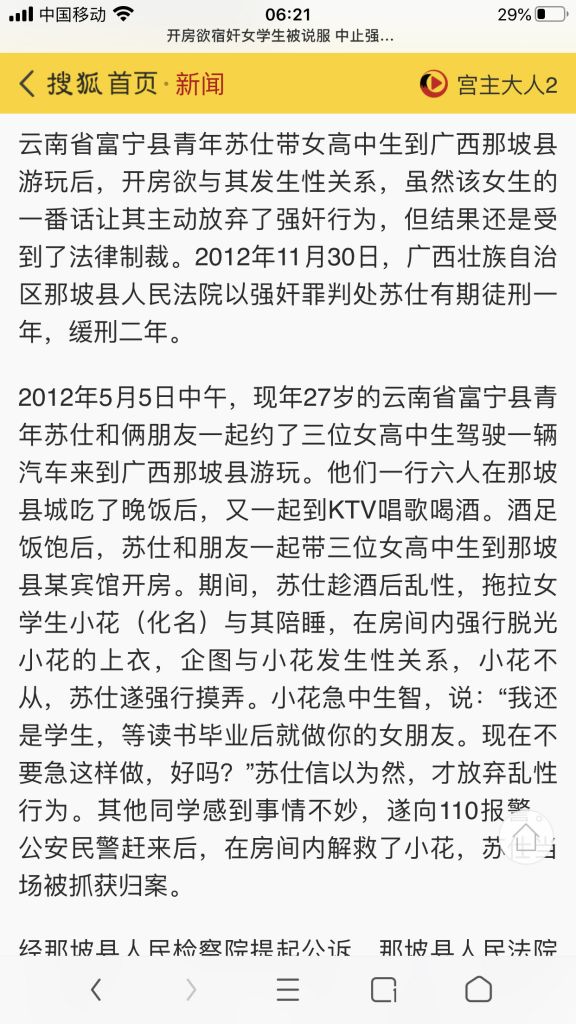 中国移动
06:21
29%
开房欲宿奸女学生被说服 中止强...
搜狐首页·新闻
宫主大人2
云南省富宁县青年苏仕带女高中生到广西那坡县
游玩后，开房欲与其发生性关系，虽然该女生的
一番话让其主动放弃了强奸行为，但结果还是受
到了法律制裁。2012年11月30日，广西壮族自治
区那坡县人民法院以强奸罪判处苏仕有期徒刑一
年，缓刑二年。
2012年5月5日中午，现年27岁的云南省富宁县青
年苏仕和俩朋友一起约了三位女高中生驾驶一辆
汽车来到广西那坡县游玩。他们一行六人在那坡
县城吃了晚饭后，又一起到KTV唱歌喝酒。酒足
饭饱后，苏仕和朋友一起带三位女高中生到那坡
县某宾馆开房。期间，苏仕趁酒后乱性，拖拉女
学生小花（化名）与其陪睡，在房间内强行脱光
小花的上衣，企图与小花发生性关系，小花不
从，苏仕遂强行摸弄。小花急中生智，说：“我还
是学生，等读书毕业后就做你的女朋友。现在不
要急这样做，好吗？”苏仕信以为然，才放弃乱性
行为。其他同学感到事情不妙，遂向110报警。
公安民警赶来后，在房间内解救了小花，苏仕当
场被抓获归案。
经那坡县人民检察院提起公诉，那坡县人民法院
1